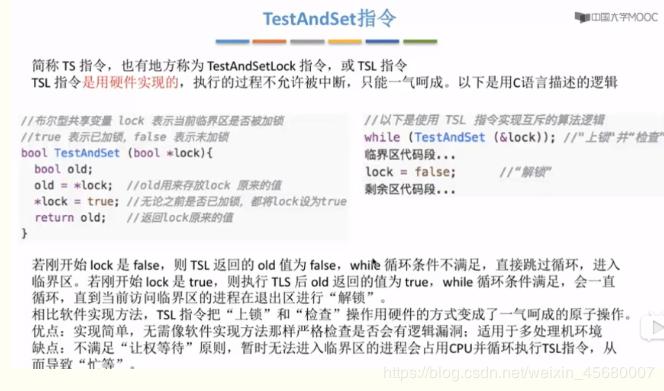 TestAndSet指令
中国大学MOOC
简称 TS 指令，也有地方称为 TestAndSetLock 指令，或 TSL 指令
TSL 指令是用硬件实现的，执行的过程不允许被中断，只能一气呵成。以下是用C语言描述的逻辑
//布尔型共享变量 lock 表示当前临界区是否被加锁
//true 表示已加锁，false 表示未加锁
bool TestAndSet (bool *lock){
bool old;
old = *lock; //old用来存放lock 原来的值
*lock = true; //无论之前是否已加锁，都将lock设为true
return old; //返回lock原来的值
}
//以下是使用 TSL 指令实现互斥的算法逻辑
while (TestAndSet (&lock)); //"上锁"并"检查"
临界区代码段...
lock = false; //"解锁"
剩余区代码段...
若刚开始 lock 是 false，则 TSL 返回的 old 值为 false，while 循环条件不满足，直接跳过循环，进入
临界区。若刚开始 lock 是 true，则执行 TLS 后 old 返回的值为 true，while 循环条件满足，会一直
循环，直到当前访问临界区的进程在退出区进行“解锁”。
相比软件实现方法，TSL 指令把“上锁”和“检查”操作用硬件的方式变成了一气呵成的原子操作。
优点：实现简单，无需像软件实现方法那样严格检查是否会有逻辑漏洞；适用于多处理机环境
缺点：不满足“让权等待”原则，暂时无法进入临界区的进程会占用CPU并循环执行TSL指令，从
而导致“忙等”。
https://blog.csdn.net/weixin_45680007